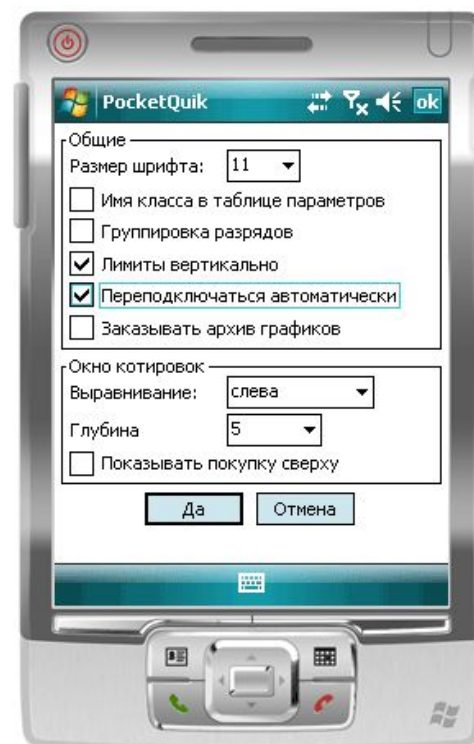 PocketQuik
ok
Общие
Размер шрифта: 11
Имя класса в таблице параметров
Группировка разрядов
Лимиты вертикально
Переподключаться автоматически
Заказывать архив графиков
Окно котировок
Выравнивание: слева
Глубина 5
Показывать покупку сверху
Да Отмена